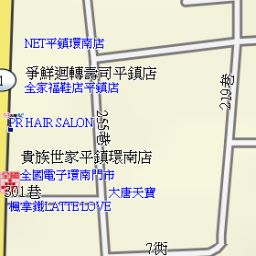 NET平鎮環南店
爭鮮迴轉壽司平鎮店
全家福鞋店平鎮店
1
219巷
255巷
PR HAIR SALON
貴族世家平鎮環南店
全國電子環南門市
301巷
大唐天寶
楓拿鐵LATTE LOVE
7街